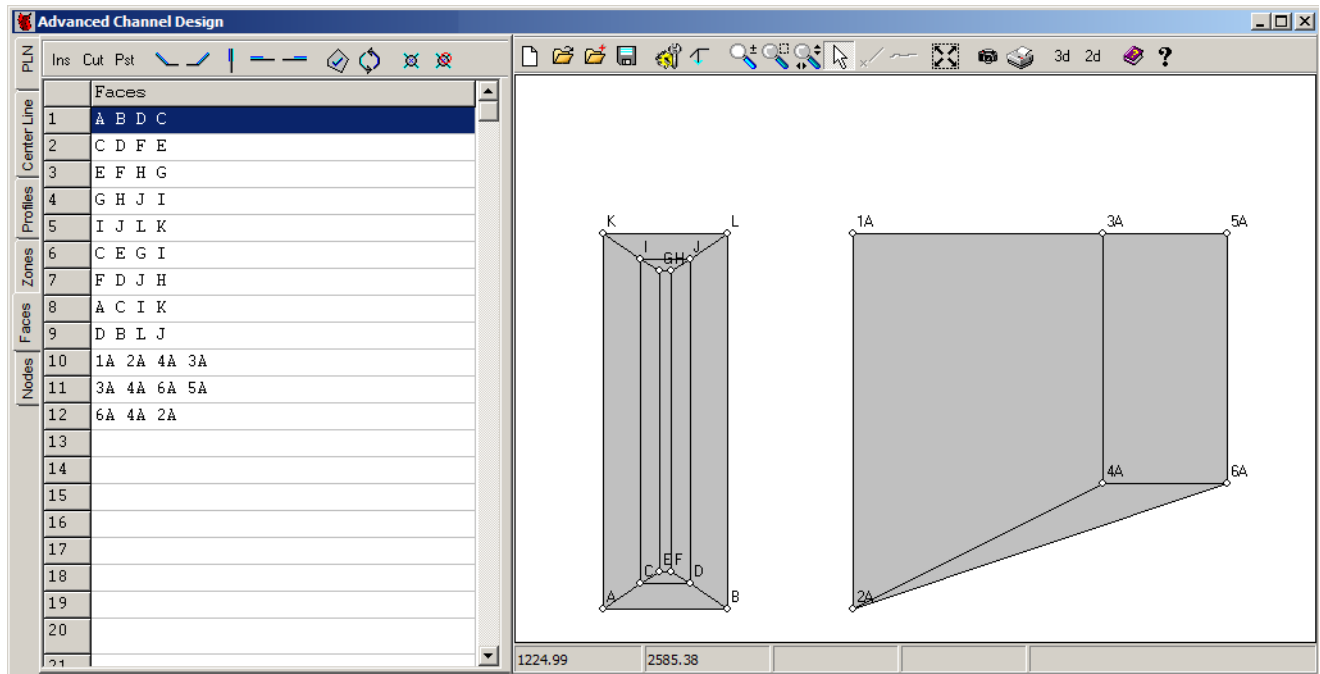 Advanced Channel Design
PLN
Center Line
Profiles
Zones
Faces
Nodes
Ins Cut Pst
3d 2d ?
Faces
1 A B D C
2 C D F E
3 E F H G
4 G H J I
5 I J L K
6 C E G I
7 F D J H
8 A C I K
9 D B L J
10 1A 2A 4A 3A
11 3A 4A 6A 5A
12 6A 4A 2A
13
14
15
16
17
18
19
20
21
K L 1A 3A 5A
I J
G H
4A 6A
E F
C D
A B 2A
1224.99 2585.38